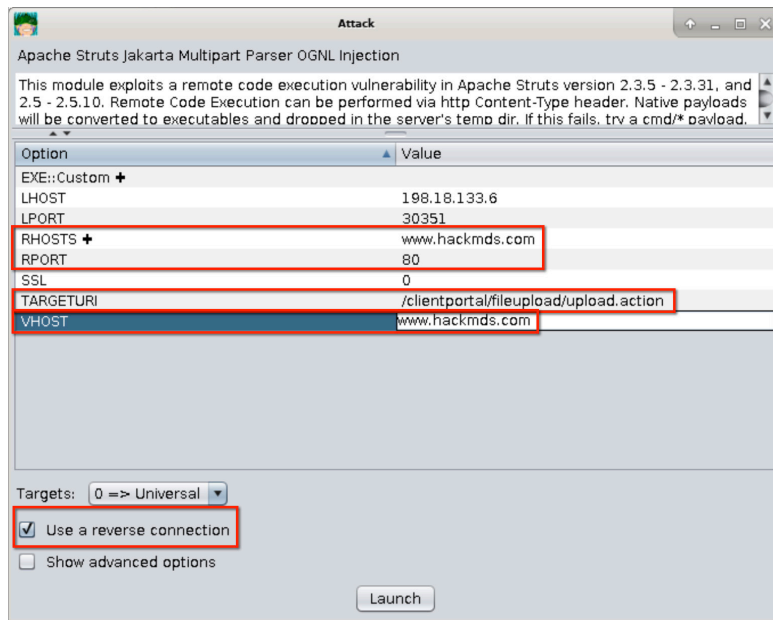 Attack
Apache Struts Jakarta Multipart Parser OGNL Injection
This module exploits a remote code execution vulnerability in Apache Struts version 2.3.5 - 2.3.31, and
2.5 - 2.5.10. Remote Code Execution can be performed via http Content-Type header. Native payloads
will be converted to executables and dropped in the server's temp dir. If this fails, try a cmd/* payload,
Option Value
EXE::Custom +
LHOST 198.18.133.6
LPORT 30351
RHOSTS + www.hackmds.com
RPORT 80
SSL 0
TARGETURI /clientportal/fileupload/upload.action
VHOST www.hackmds.com
Targets: 0 => Universal
Use a reverse connection
Show advanced options
Launch